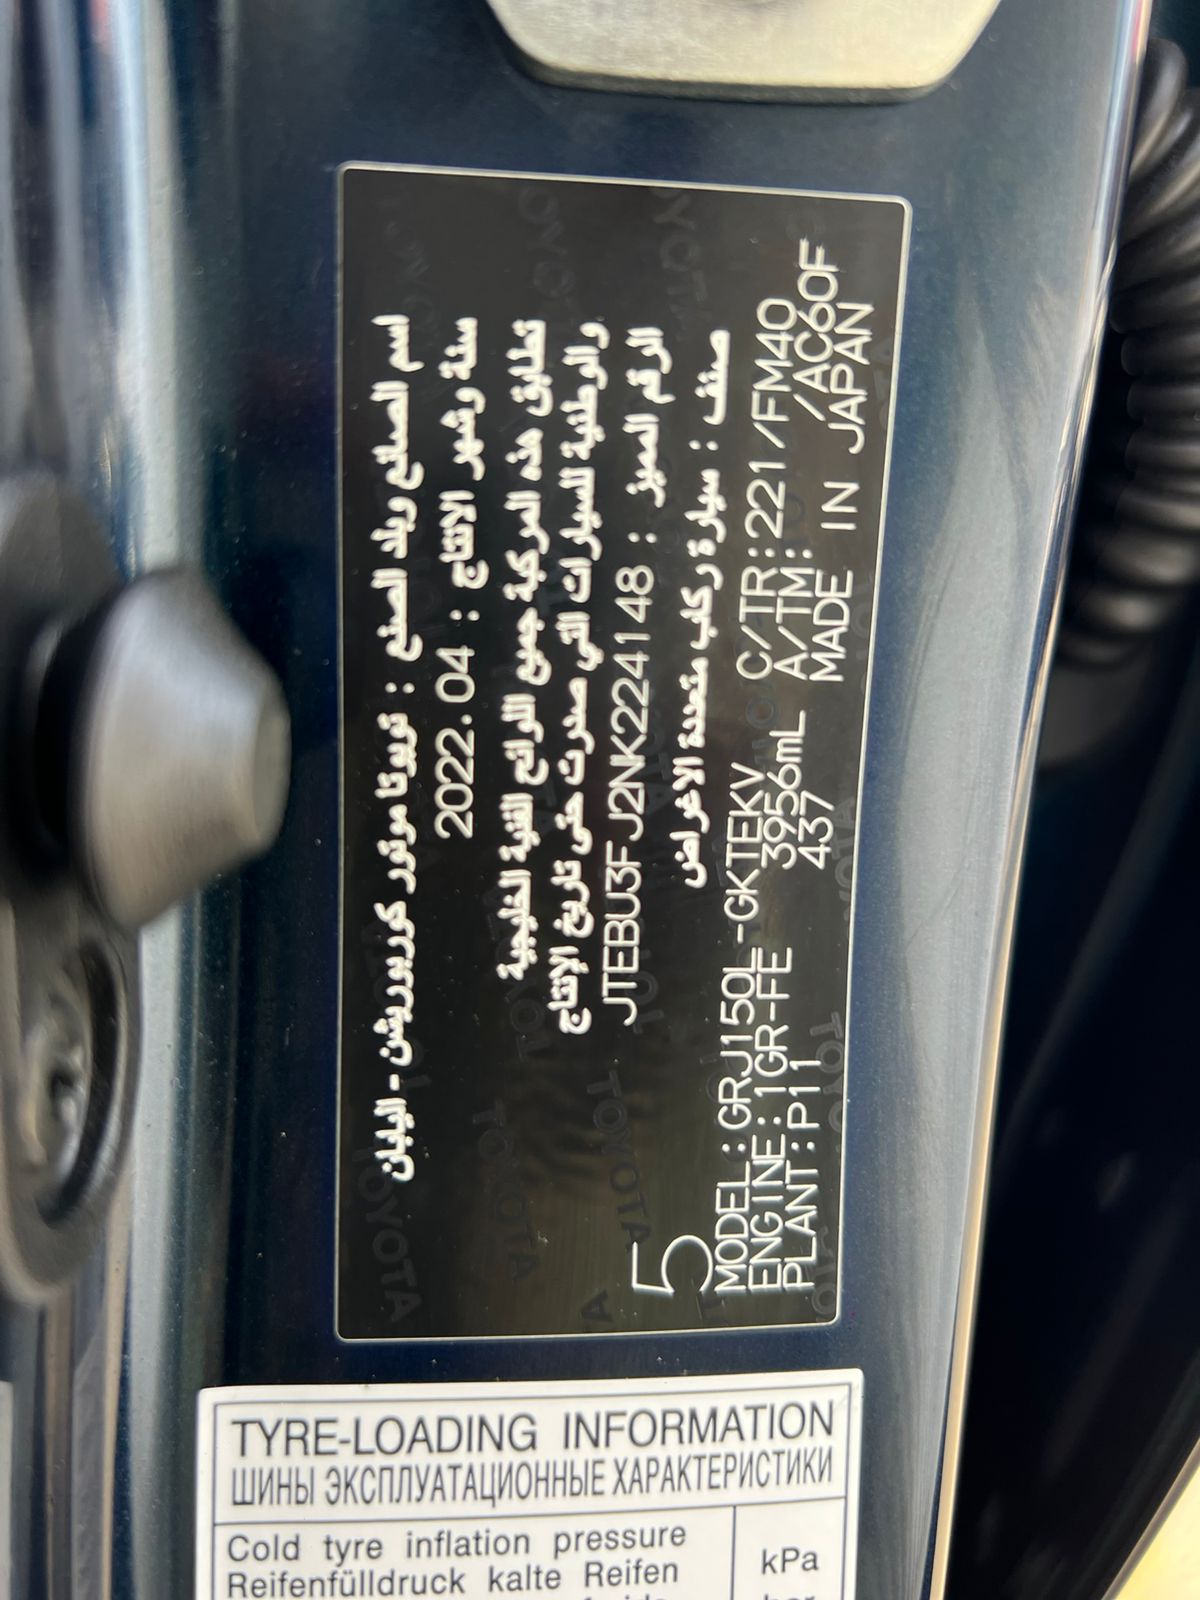 اسم الصانع وبلد الصنع : تويوتا موتور كوربوريشن - اليابان
سنة وشهر الإنتاج : 2022.04
تطابق هذه المركبة جميع اللوائح الفنية الخليجية
والوطنية للسيارات التي صدرت حتى تاريخ الإنتاج
الرقم المميز : JTEBU3FJ2NK224148
صنف : سيارة ركاب متعددة الاغراض
5
MODEL:GRJ150L-GKTEKV C/TR:221/FM40
ENGINE:1GR-FE 3956mL A/TM: /AC60F
PLANT:P11 437 MADE IN JAPAN
TYRE-LOADING INFORMATION
ШИНЫ ЭКСПЛУАТАЦИОННЫЕ ХАРАКТЕРИСТИКИ
Cold tyre inflation pressure
Reifenfülldruck kalte Reifen
kPa